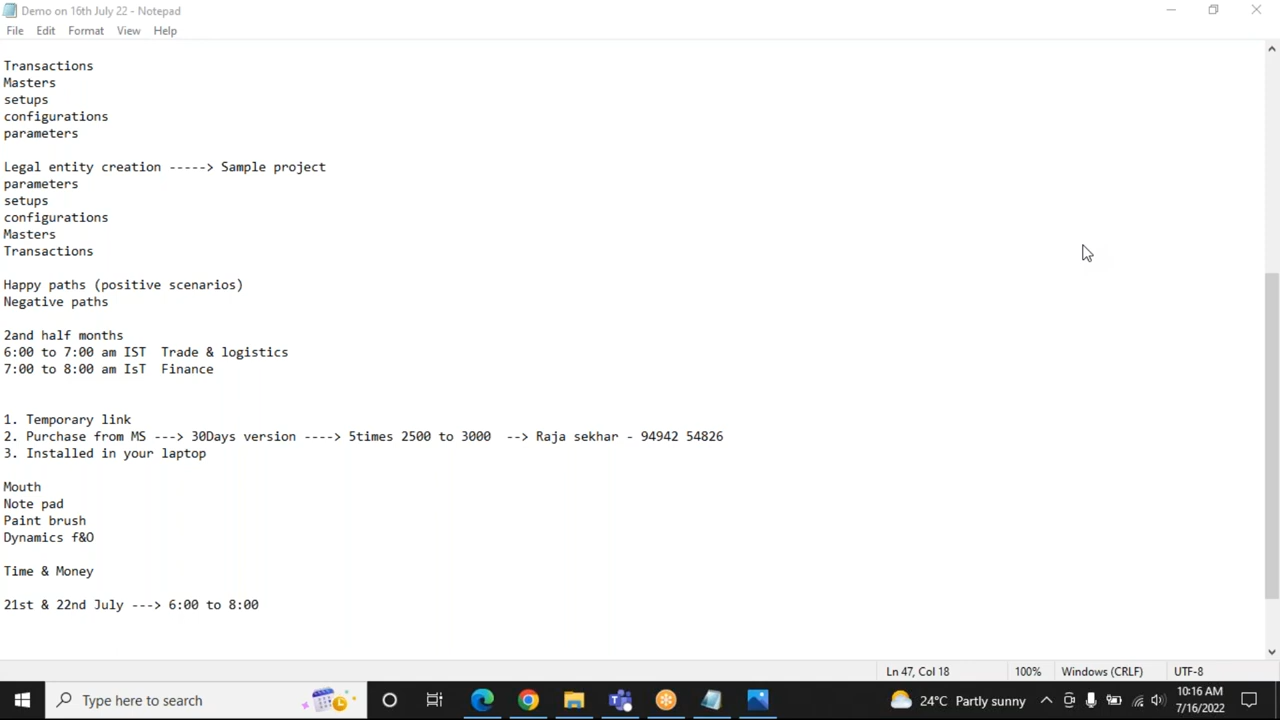 Demo on 16th July 22 - Notepad
File Edit Format View Help
Transactions
Masters
setups
configurations
parameters
Legal entity creation -----> Sample project
parameters
setups
configurations
Masters
Transactions
Happy paths (positive scenarios)
Negative paths
2and half months
6:00 to 7:00 am IST Trade & logistics
7:00 to 8:00 am IsT Finance
1. Temporary link
2. Purchase from MS ---> 30Days version ----> 5times 2500 to 3000 --> Raja sekhar - 94942 54826
3. Installed in your laptop
Mouth
Note pad
Paint brush
Dynamics f&O
Time & Money
21st & 22nd July ---> 6:00 to 8:00
Ln 47, Col 18 100% Windows (CRLF) UTF-8
Type here to search 24°C Partly sunny 10:16 AM
7/16/2022